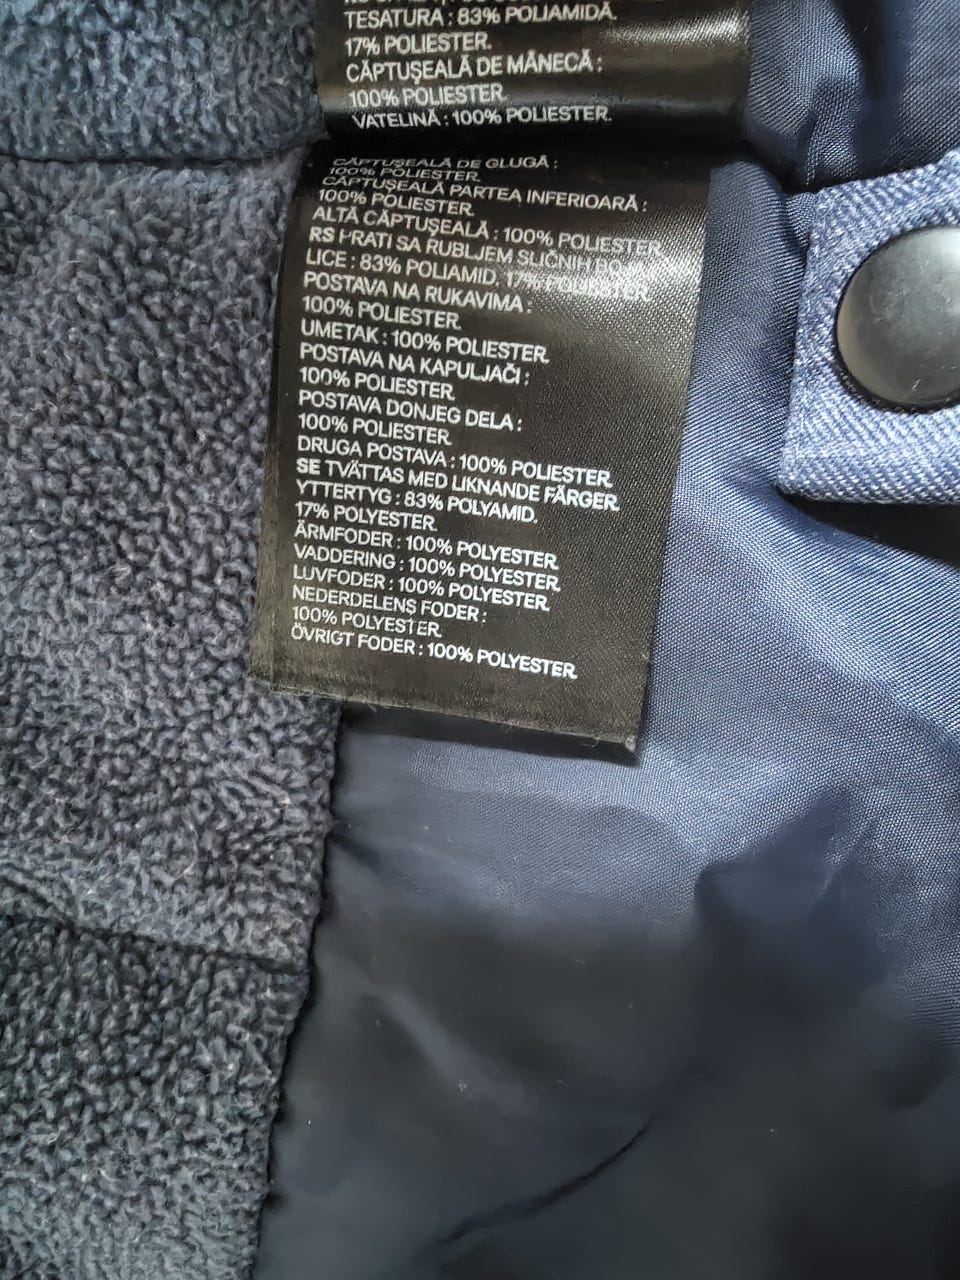 TESATURA : 83% POLIAMIDĂ.
17% POLIESTER.
CĂPTUȘEALĂ DE MÂNECĂ :
100% POLIESTER.
VATELINĂ : 100% POLIESTER.
CĂPTUȘEALĂ DE GLUGĂ :
100% POLIESTER.
CĂPTUȘEALĂ PARTEA INFERIOARĂ :
100% POLIESTER.
ALTĂ CĂPTUȘEALĂ : 100% POLIESTER.
RS PRATI SA RUBLJEM SLIČNIH
LICE : 83% POLIAMID. 17% POLIESTER.
POSTAVA NA RUKAVIMA :
100% POLIESTER.
UMETAK : 100% POLIESTER.
POSTAVA NA KAPULJAČI :
100% POLIESTER.
POSTAVA DONJEG DELA :
100% POLIESTER.
DRUGA POSTAVA : 100% POLIESTER.
SE TVÄTTAS MED LIKNANDE FÄRGER.
YTTERTYG : 83% POLYAMID.
17% POLYESTER.
ÄRMFODER : 100% POLYESTER.
VADDERING : 100% POLYESTER.
LUVFODER : 100% POLYESTER.
NEDERDELENS FODER :
100% POLYESTER.
ÖVRIGT FODER : 100% POLYESTER.